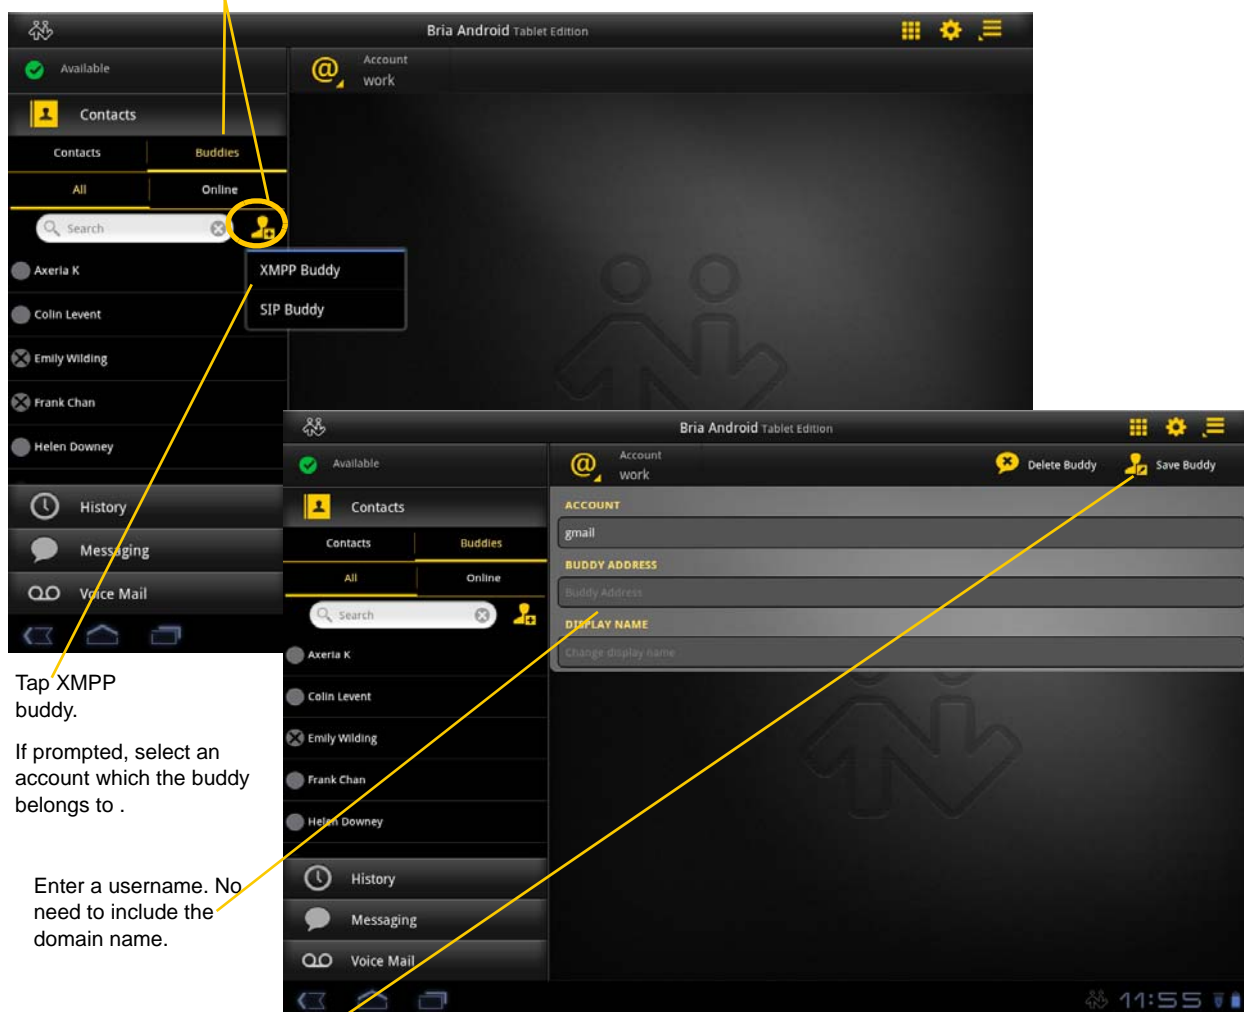 Bria Android Tablet Edition
Available
Account
work
Contacts
Contacts Buddies
All Online
Search
Axeria K
XMPP Buddy
SIP Buddy
Colin Levent
Emily Wilding
Frank Chan
Helen Downey
History
Messaging
Voice Mail
Tap XMPP
buddy.
If prompted, select an
account which the buddy
belongs to .
Enter a username. No
need to include the
domain name.
Bria Android Tablet Edition
Available
Account
work
Delete Buddy
Save Buddy
Contacts
Contacts Buddies
All Online
Search
Axeria K
Colin Levent
Emily Wilding
Frank Chan
Helen Downey
History
Messaging
Voice Mail
ACCOUNT
gmail
BUDDY ADDRESS
Buddy Address
DISPLAY NAME
Change display name
11:55